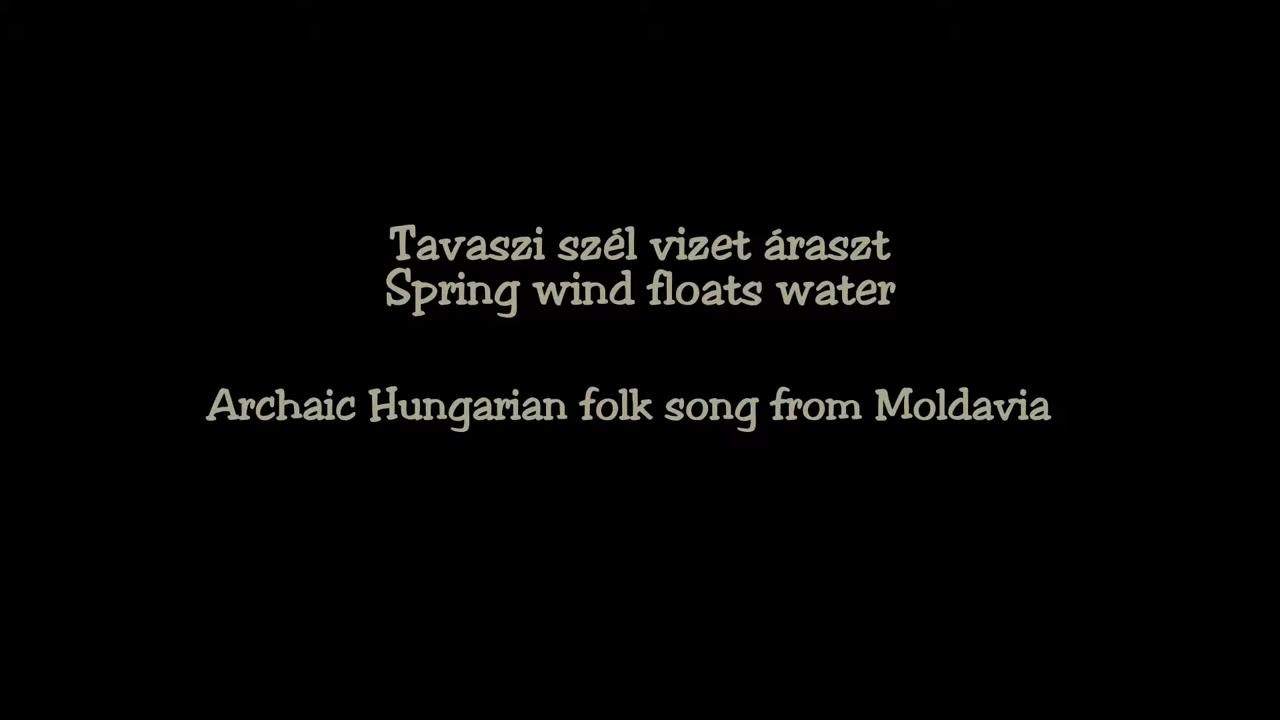 Tavaszi szél vizet áraszt
Spring wind floats water
Archaic Hungarian folk song from Moldavia